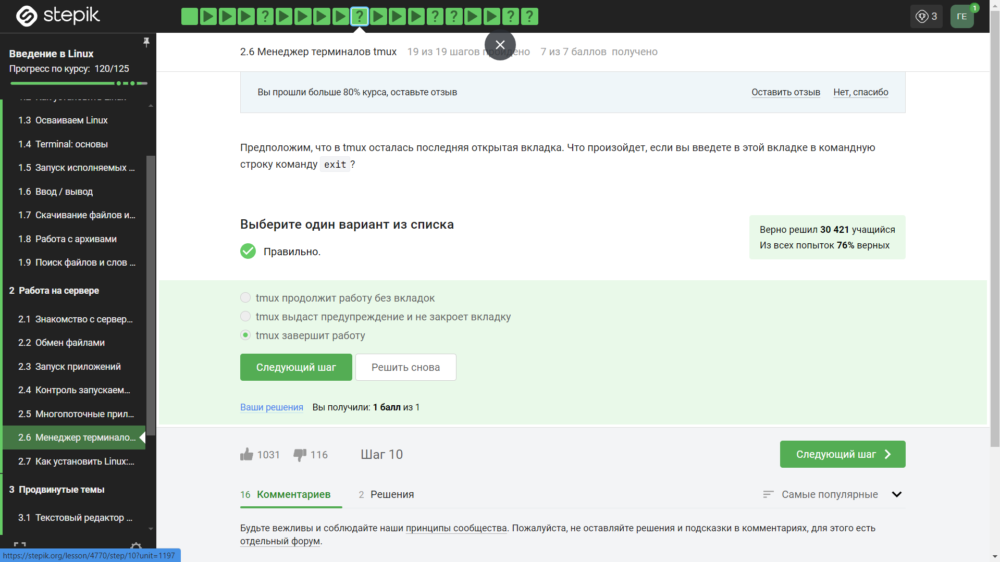 stepik
? ? ? ? ? ?
3
ГЕ
1
Введение в Linux
Прогресс по курсу: 120/125
1.3 Осваиваем Linux
1.4 Terminal: основы
1.5 Запуск исполняемых ...
1.6 Ввод / вывод
1.7 Скачивание файлов и...
1.8 Работа с архивами
1.9 Поиск файлов и слов ...
2 Работа на сервере
2.1 Знакомство с сервер...
2.2 Обмен файлами
2.3 Запуск приложений
2.4 Контроль запускаем...
2.5 Многопоточные прил...
2.6 Менеджер терминало...
2.7 Как установить Linux:...
3 Продвинутые темы
3.1 Текстовый редактор ...
https://stepik.org/lesson/4770/step/10?unit=1197
2.6 Менеджер терминалов tmux 19 из 19 шагов пройдено 7 из 7 баллов получено
Вы прошли больше 80% курса, оставьте отзыв Оставить отзыв Нет, спасибо
Предположим, что в tmux осталась последняя открытая вкладка. Что произойдет, если вы введете в этой вкладке в командную
строку команду exit ?
Выберите один вариант из списка
Правильно.
Верно решил 30 421 учащийся
Из всех попыток 76% верных
tmux продолжит работу без вкладок
tmux выдаст предупреждение и не закроет вкладку
tmux завершит работу
Следующий шаг Решить снова
Ваши решения Вы получили: 1 балл из 1
1031 116 Шаг 10 Следующий шаг
16 Комментариев 2 Решения Самые популярные
Будьте вежливы и соблюдайте наши принципы сообщества. Пожалуйста, не оставляйте решения и подсказки в комментариях, для этого есть
отдельный форум.